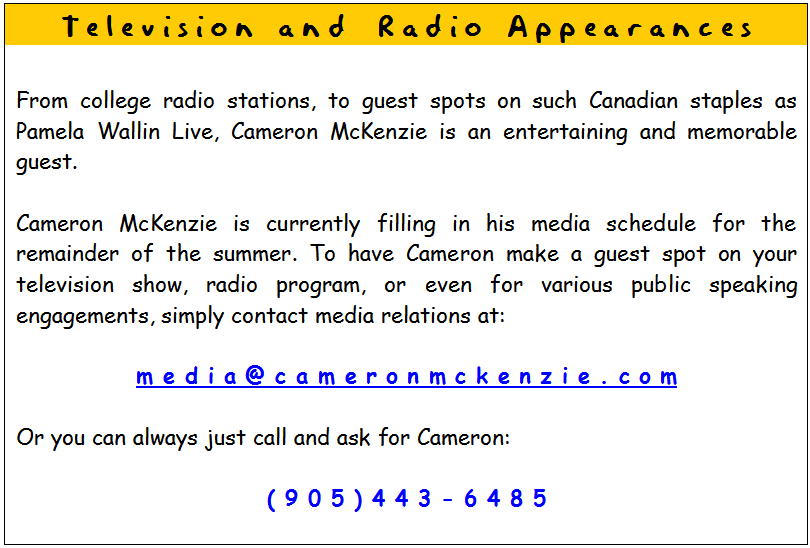 Television and Radio Appearances
From college radio stations, to guest spots on such Canadian staples as
Pamela Wallin Live, Cameron McKenzie is an entertaining and memorable
guest.
Cameron McKenzie is currently filling in his media schedule for the
remainder of the summer. To have Cameron make a guest spot on your
television show, radio program, or even for various public speaking
engagements, simply contact media relations at:
media@cameronmckenzie.com
Or you can always just call and ask for Cameron:
(905)443-6485